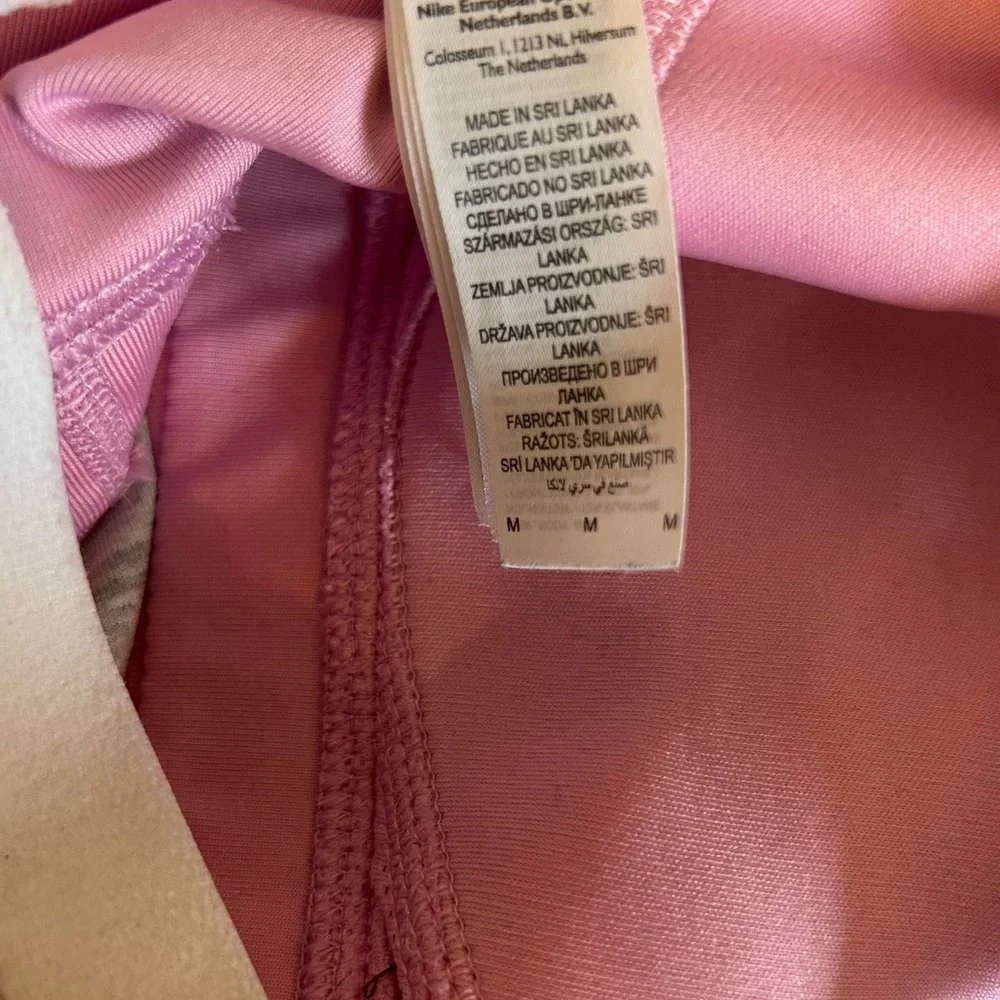 Nike European
Netherlands B.V.
Colosseum 1, 1213 NL Hilversum
The Netherlands
MADE IN SRI LANKA
FABRIQUE AU SRI LANKA
HECHO EN SRI LANKA
FABRICADO NO SRI LANKA
СДЕЛАНО В ШРИ-ЛАНКЕ
SZÁRMAZÁSI ORSZÁG: SRI
LANKA
ZEMLJA PROIZVODNJE: ŠRI
LANKA
DRŽAVA PROIZVODNJE: ŠRI
LANKA
ПРОИЗВЕДЕНО В ШРИ
ЛАНКА
FABRICAT ÎN SRI LANKA
RAŽOTS: ŠRILANKĀ
SRİ LANKA 'DA YAPILMIŞTIR
صنع في سري لانكا
M M M